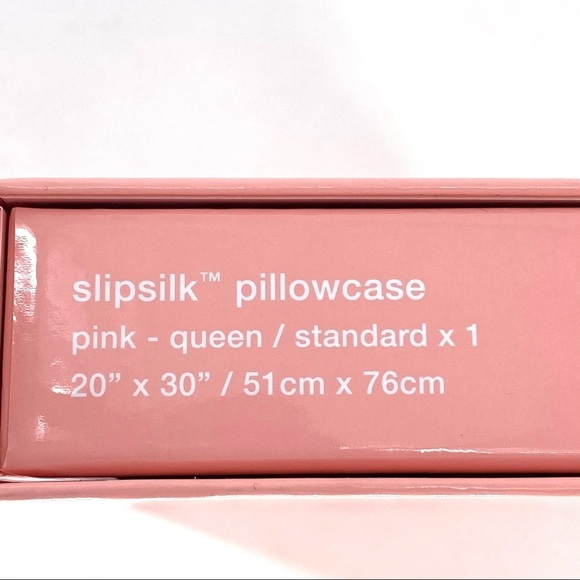 slipsilk™ pillowcase
pink - queen / standard x 1
20” x 30” / 51cm x 76cm